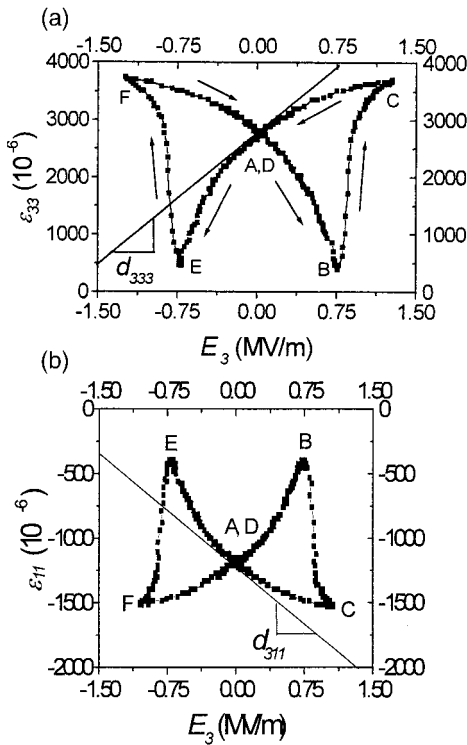 (a)
-1.50 -0.75 0.00 0.75 1.50
4000 4000
F C
3000 3000
A,D
2000 2000
ε33 (10⁻⁶)
1000 1000
d333
E B
0 0
-1.50 -0.75 0.00 0.75 1.50
E3 (MV/m)
(b)
-1.50 -0.75 0.00 0.75 1.50
0 0
E B
-500 -500
A, D
-1000 -1000
ε11 (10⁻⁶)
F C
-1500 -1500
d311
-2000 -2000
-1.50 -0.75 0.00 0.75 1.50
E3 (MV/m)